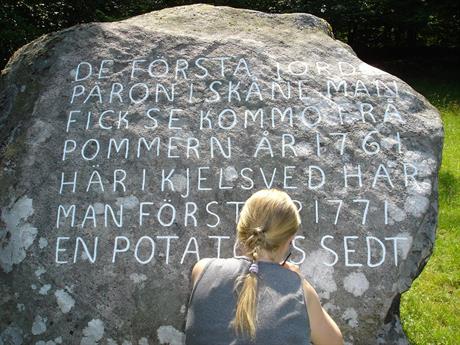 DE FÖRSTA JORD
PÄRON I SKÅNE MAN
FICK SE KOMMO FRÅ
POMMERN ÅR 1761
HÄR I KJELSVED HAR
MAN FÖRST 1771
EN SEDT